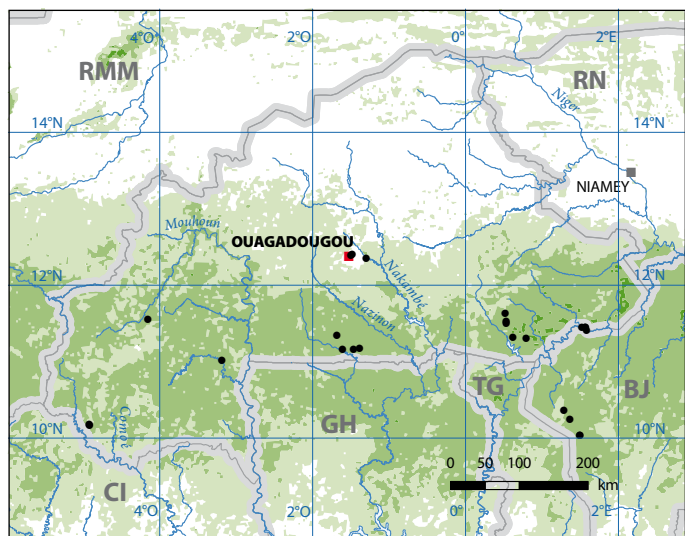 4°O
2°O
0°
2°E
RMM
RN
Niger
14°N
14°N
NIAMEY
Mouhoun
OUAGADOUGOU
Nakambe
12°N
12°N
Nazinon
Comoé
TG
BJ
GH
10°N
10°N
CI
0 50 100 200
km
4°O
2°O
0°
2°E